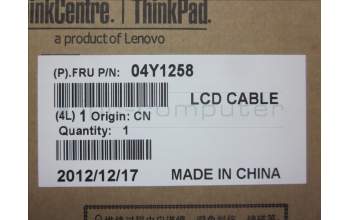 ThinkCentre. | ThinkPad.
a product of Lenovo
(P).FRU P/N: 04Y1258
LCD CABLE
(4L) 1 Origin: CN
Quantity: 1
2012/12/17 MADE IN CHINA